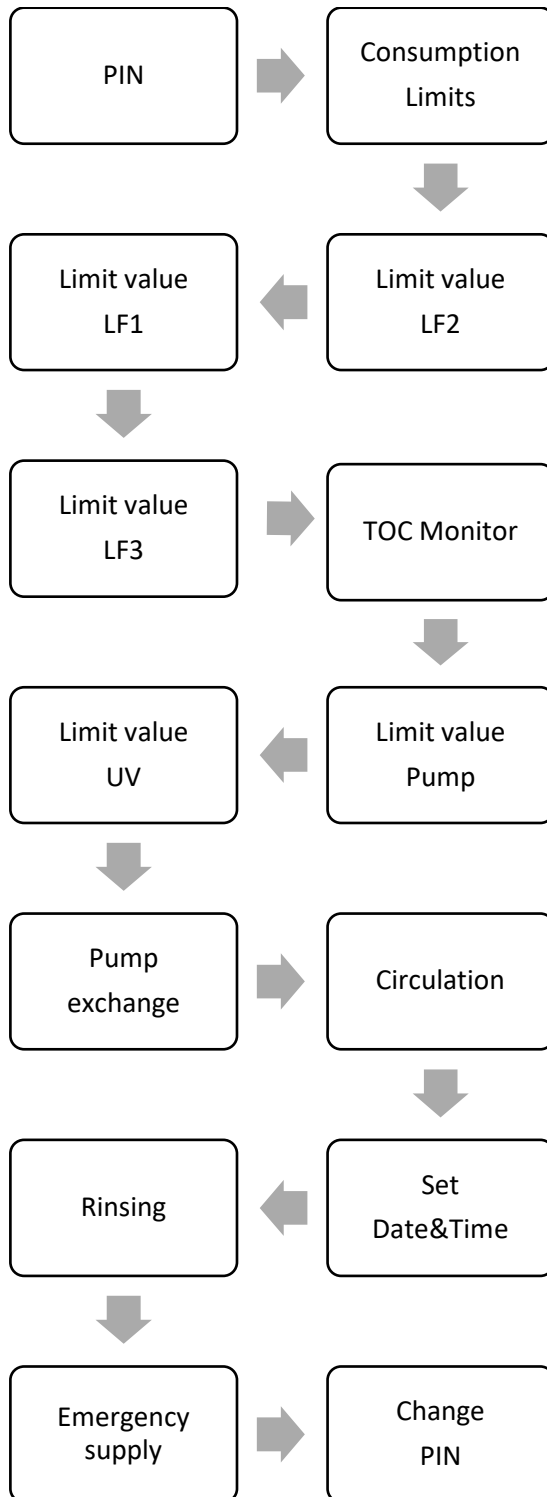 PIN
Consumption
Limits
Limit value
LF2
Limit value
LF1
Limit value
LF3
TOC Monitor
Limit value
Pump
Limit value
UV
Pump
exchange
Circulation
Set
Date&Time
Rinsing
Emergency
supply
Change
PIN